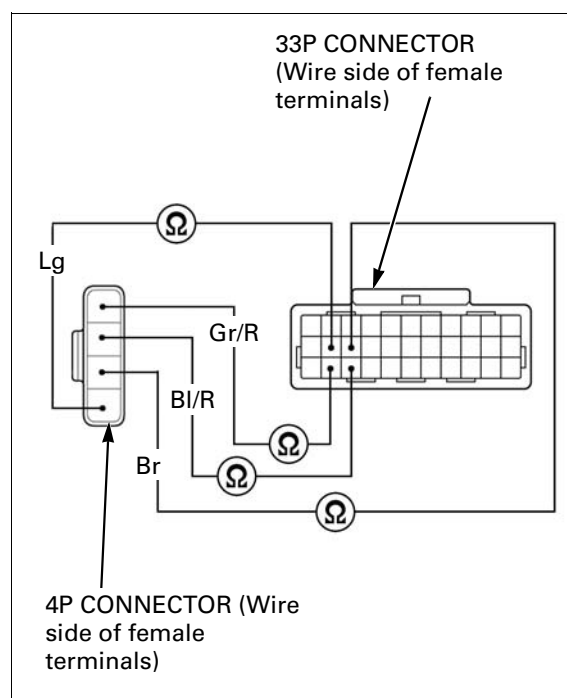 33P CONNECTOR
(Wire side of female
terminals)
Ω
Lg
Gr/R
Bl/R
Ω
Br
Ω
Ω
4P CONNECTOR (Wire
side of female
terminals)